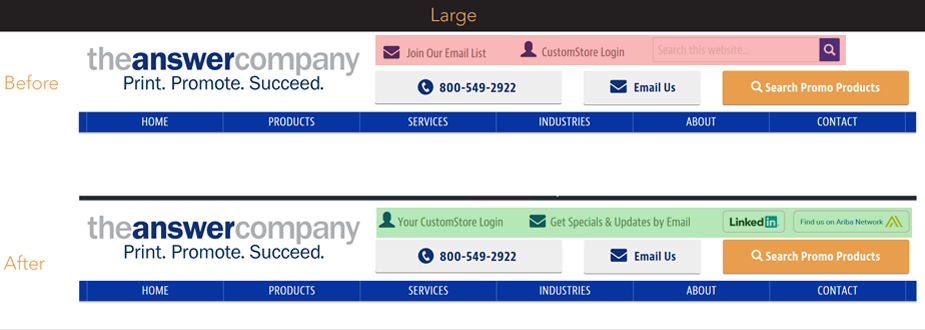 Large
Before
theanswercompany
Print. Promote. Succeed.
Join Our Email List CustomStore Login Search this website...
800-549-2922 Email Us Search Promo Products
HOME PRODUCTS SERVICES INDUSTRIES ABOUT CONTACT
After
theanswercompany
Print. Promote. Succeed.
Your CustomStore Login Get Specials & Updates by Email Linked in Find us on Ariba Network
800-549-2922 Email Us Search Promo Products
HOME PRODUCTS SERVICES INDUSTRIES ABOUT CONTACT